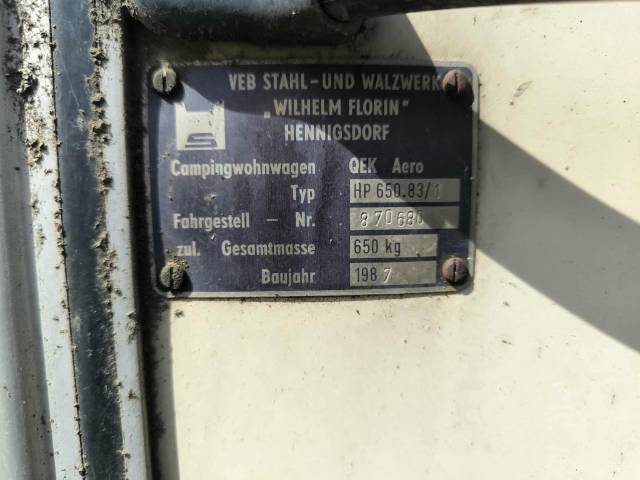 VEB STAHL-UND WALZWERK
„WILHELM FLORIN"
HENNIGSDORF
Campingwohnwagen QEK Aero
Typ HP 650.83/1
Fahrgestell - Nr.
zul. Gesamtmasse 650 kg
Baujahr 1987